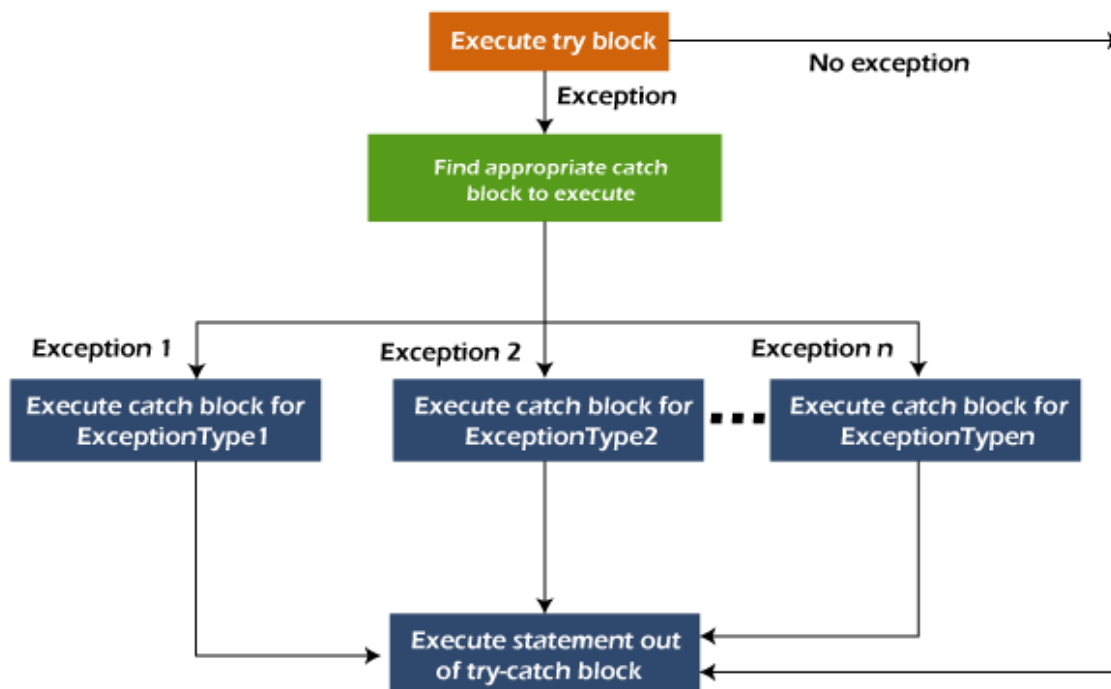 Execute try block
No exception
Exception
Find appropriate catch
block to execute
Exception 1
Exception 2
Exception n
Execute catch block for
ExceptionType1
Execute catch block for
ExceptionType2
Execute catch block for
ExceptionTypen
Execute statement out
of try-catch block